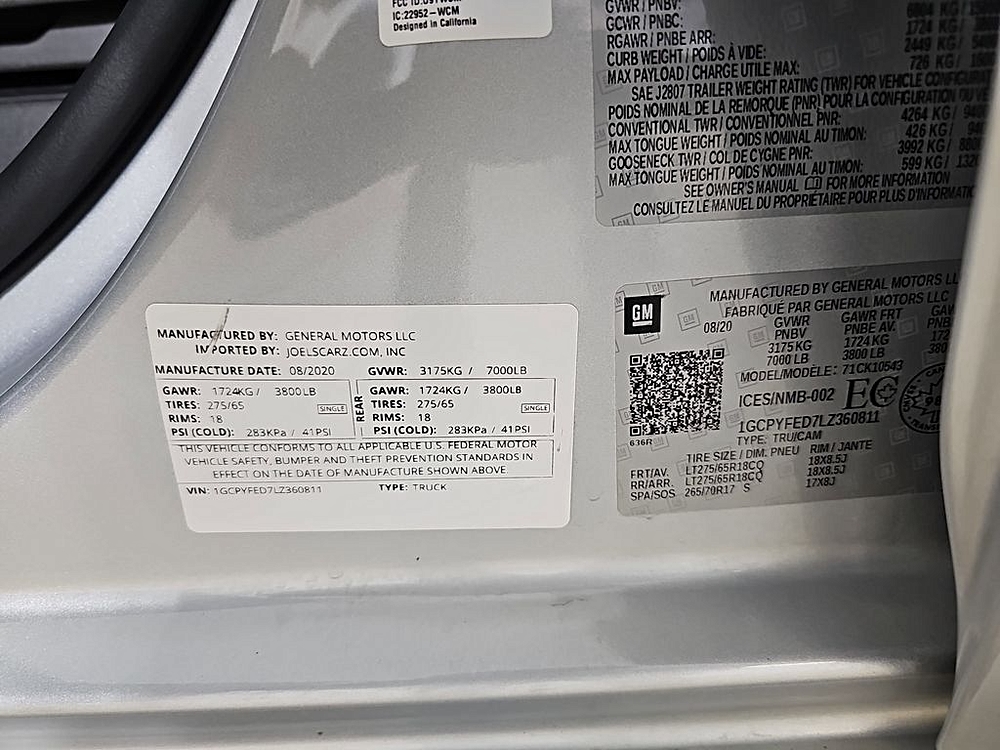 IC:22952-WCM
Designed in California
GVWR / PNBV:
GCWR / PNBC:
RGAWR / PNBE ARR: 1724 KG/
CURB WEIGHT / POIDS À VIDE: 2449 KG/
MAX PAYLOAD / CHARGE UTILE MAX: 726 KG/
SAE J2807 TRAILER WEIGHT RATING (TWR) FOR VEHICLE
POIDS NOMINAL DE LA REMORQUE (PNR) POUR LA CONFIGURATION
CONVENTIONAL TWR / CONVENTIONNEL PNR: 4264 KG/
MAX TONGUE WEIGHT / POIDS NOMINAL AU TIMON: 426 KG/
GOOSENECK TWR / COL DE CYGNE PNR: 3992 KG/
MAX TONGUE WEIGHT / POIDS NOMINAL AU TIMON: 599 KG/
SEE OWNER'S MANUAL FOR MORE INFORMATION
CONSULTEZ LE MANUEL DU PROPRIÉTAIRE POUR PLUS
MANUFACTURED BY: GENERAL MOTORS LLC
IMPORTED BY: JOELSCARZ.COM, INC
MANUFACTURE DATE: 08/2020 GVWR: 3175KG / 7000LB
GAWR: 1724KG / 3800LB
TIRES: 275/65 SINGLE
RIMS: 18
PSI (COLD): 283KPa / 41PSI
REAR
GAWR: 1724KG / 3800LB
TIRES: 275/65 SINGLE
RIMS: 18
PSI (COLD): 283KPa / 41PSI
THIS VEHICLE CONFORMS TO ALL APPLICABLE U.S. FEDERAL MOTOR
VEHICLE SAFETY, BUMPER AND THEFT PREVENTION STANDARDS IN
EFFECT ON THE DATE OF MANUFACTURE SHOWN ABOVE.
VIN: 1GCPYFED7LZ360811 TYPE: TRUCK
GM
MANUFACTURED BY GENERAL MOTORS
FABRIQUÉ PAR GENERAL MOTORS LLC
08/20 GVWR GAWR FRT
PNBV PNBE AV.
3175KG 1724KG
7000 LB 3800 LB
MODEL/MODÈLE: 71CK10543
ICES/NMB-002
1GCPYFED7LZ360811
636R TYPE: TRU/CAM
TIRE SIZE / DIM. PNEU RIM / JANTE
FRT/AV. LT275/65R18CQ 18X8.5J
RR/ARR. LT275/65R18CQ 18X8.5J
SPA/SOS 265/70R17 S 17X8J